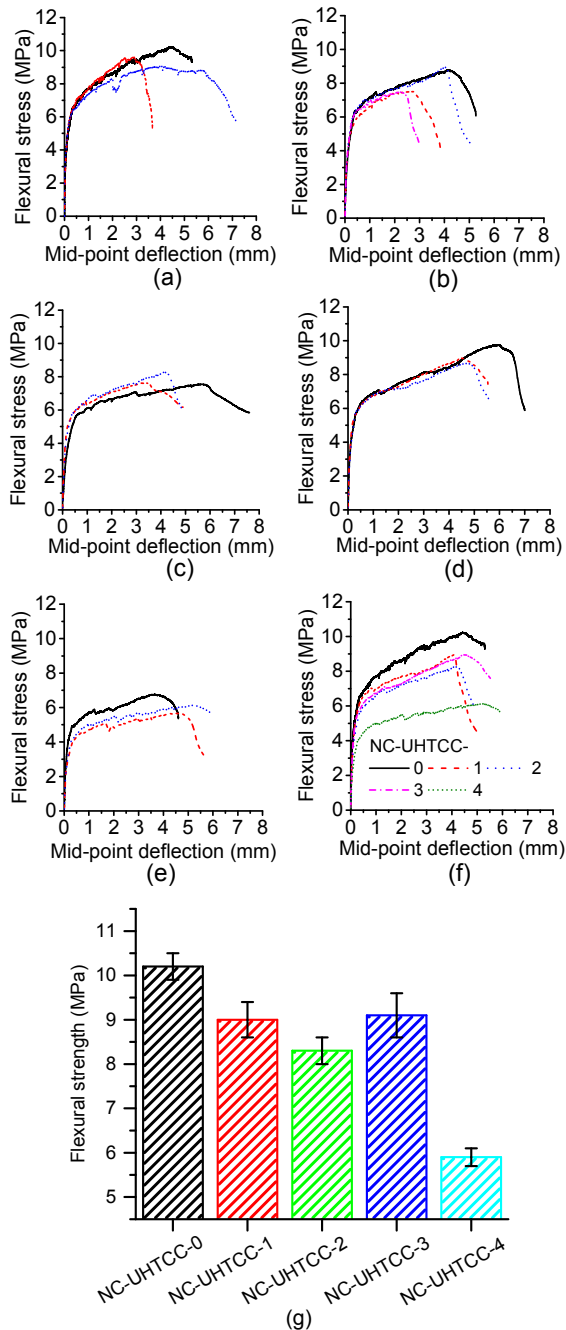 12
10
8
6
4
2
0
Flexural stress (MPa)
0 1 2 3 4 5 6 7 8
Mid-point deflection (mm)
(a)
12
10
8
6
4
2
0
Flexural stress (MPa)
0 1 2 3 4 5 6 7 8
Mid-point deflection (mm)
(b)
12
10
8
6
4
2
0
Flexural stress (MPa)
0 1 2 3 4 5 6 7 8
Mid-point deflection (mm)
(c)
12
10
8
6
4
2
0
Flexural stress (MPa)
0 1 2 3 4 5 6 7 8
Mid-point deflection (mm)
(d)
12
10
8
6
4
2
0
Flexural stress (MPa)
0 1 2 3 4 5 6 7 8
Mid-point deflection (mm)
(e)
12
10
8
6
4
2
0
Flexural stress (MPa)
NC-UHTCC-
0 1 2
3 4
0 1 2 3 4 5 6 7 8
Mid-point deflection (mm)
(f)
11
10
9
8
7
6
5
Flexural strength (MPa)
NC-UHTCC-0
NC-UHTCC-1
NC-UHTCC-2
NC-UHTCC-3
NC-UHTCC-4
(g)